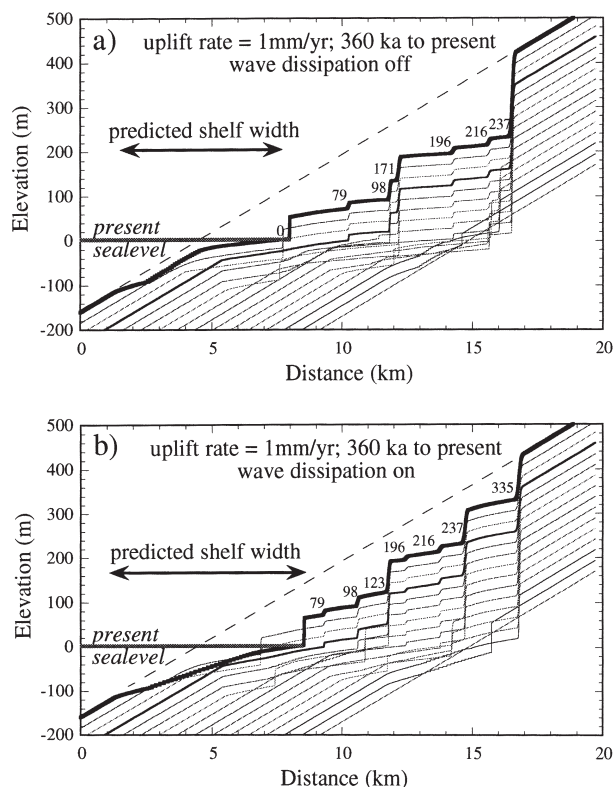 500
400
300
200
100
0
-100
-200
Elevation (m)
a)
uplift rate = 1mm/yr; 360 ka to present
wave dissipation off
predicted shelf width
237
216
196
171
98
79
0
present
sealevel
0
5
10
15
20
Distance (km)
500
400
300
200
100
0
-100
-200
Elevation (m)
b)
uplift rate = 1mm/yr; 360 ka to present
wave dissipation on
predicted shelf width
335
237
216
196
123
98
79
present
sealevel
0
5
10
15
20
Distance (km)